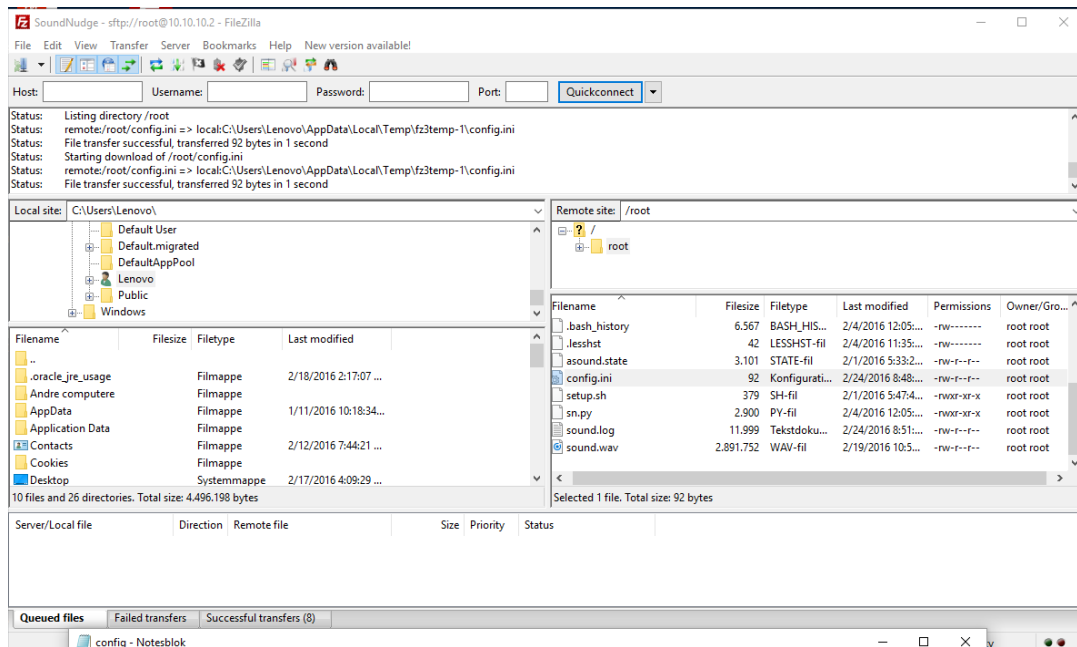 SoundNudge - sftp://root@10.10.10.2 - FileZilla
File Edit View Transfer Server Bookmarks Help New version available!
Host: Username: Password: Port: Quickconnect
Status: Listing directory /root
Status: remote:/root/config.ini => local:C:\Users\Lenovo\AppData\Local\Temp\fz3temp-1\config.ini
Status: File transfer successful, transferred 92 bytes in 1 second
Status: Starting download of /root/config.ini
Status: remote:/root/config.ini => local:C:\Users\Lenovo\AppData\Local\Temp\fz3temp-1\config.ini
Status: File transfer successful, transferred 92 bytes in 1 second
Local site: C:\Users\Lenovo\
Default User
Default.migrated
DefaultAppPool
Lenovo
Public
Windows
Filename Filesize Filetype Last modified
..
.oracle_jre_usage Filmappe 2/18/2016 2:17:07 ...
Andre computere Filmappe
AppData Filmappe 1/11/2016 10:18:34...
Application Data Filmappe
Contacts Filmappe 2/12/2016 7:44:21 ...
Cookies Filmappe
Desktop Systemmappe 2/17/2016 4:09:29 ...
10 files and 26 directories. Total size: 4.496.198 bytes
Remote site: /root
/
root
Filename Filesize Filetype Last modified Permissions Owner/Gro...
.bash_history 6.567 BASH_HIS... 2/4/2016 12:05:... -rw------- root root
.lesshst 42 LESSHST-fil 2/4/2016 11:35:... -rw------- root root
asound.state 3.101 STATE-fil 2/1/2016 5:33:2... -rw-r--r-- root root
config.ini 92 Konfigurati... 2/24/2016 8:48:... -rw-r--r-- root root
setup.sh 379 SH-fil 2/1/2016 5:47:4... -rwxr-xr-x root root
sn.py 2.900 PY-fil 2/4/2016 12:05:... -rwxr-xr-x root root
sound.log 11.999 Tekstdoku... 2/24/2016 8:51:... -rw-r--r-- root root
sound.wav 2.891.752 WAV-fil 2/19/2016 10:5... -rw-r--r-- root root
Selected 1 file. Total size: 92 bytes
Server/Local file Direction Remote file Size Priority Status
Queued files Failed transfers Successful transfers (8)
config - Notesblok